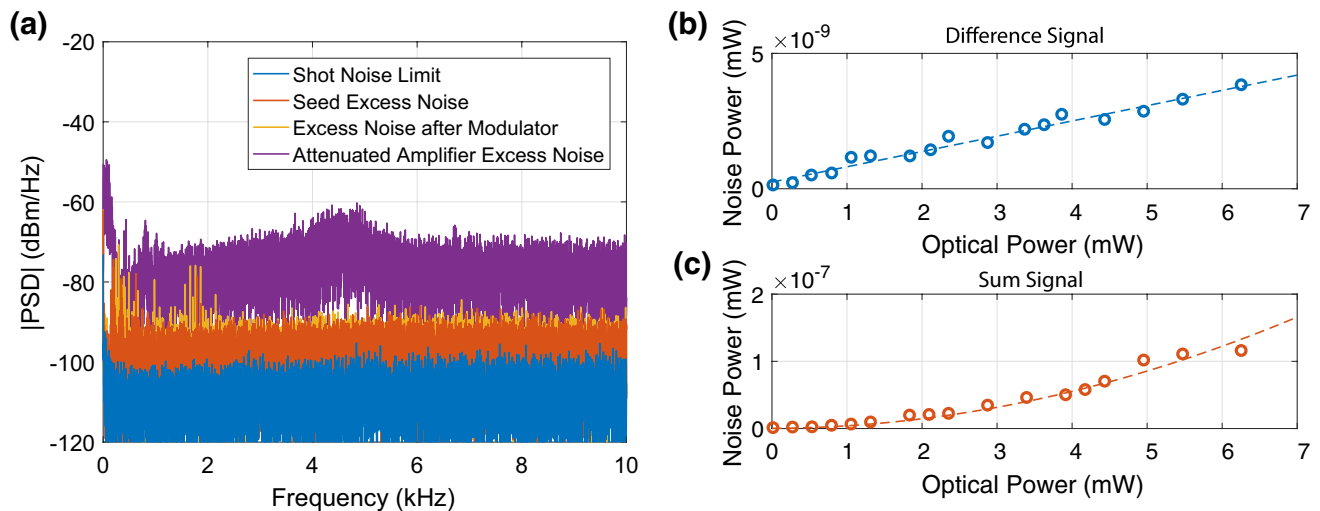 (a)
-20
-40
-60
-80
-100
-120
|PSD| (dBm/Hz)
0 2 4 6 8 10
Frequency (kHz)
Shot Noise Limit
Seed Excess Noise
Excess Noise after Modulator
Attenuated Amplifier Excess Noise
(b)
×10-9
Difference Signal
5
0
Noise Power (mW)
0 1 2 3 4 5 6 7
Optical Power (mW)
(c)
×10-7
Sum Signal
2
1
0
Noise Power (mW)
0 1 2 3 4 5 6 7
Optical Power (mW)